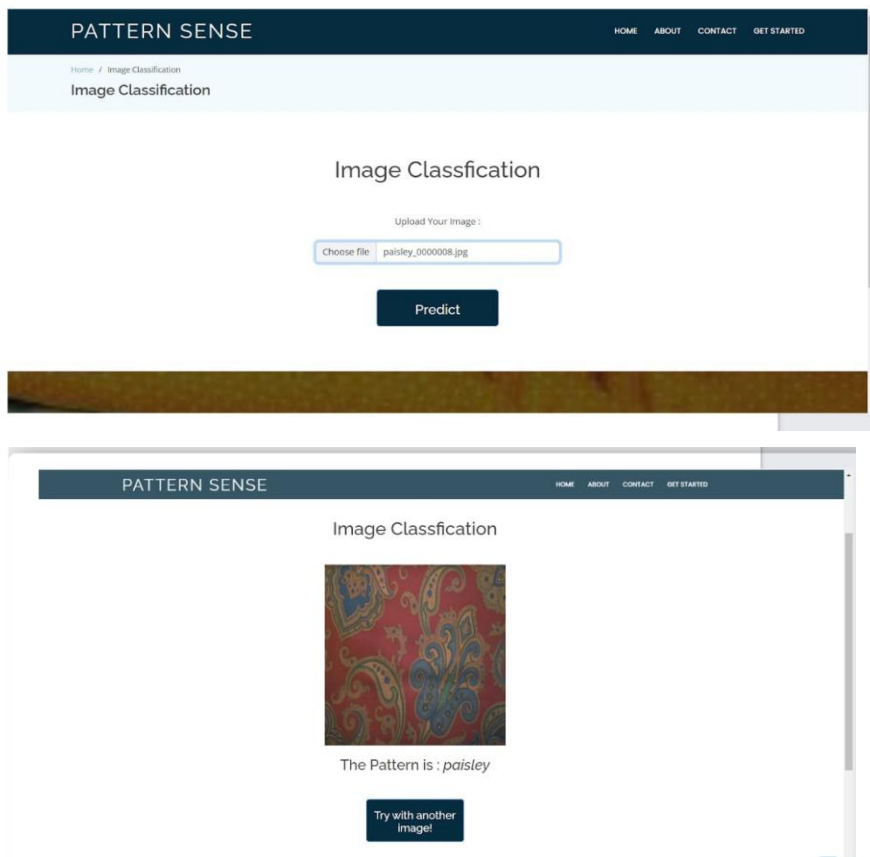 PATTERN SENSE HOME ABOUT CONTACT GET STARTED
Home / Image Classification
Image Classification
Image Classfication
Upload Your Image :
Choose file paisley_0000008.jpg
Predict
PATTERN SENSE HOME ABOUT CONTACT GET STARTED
Image Classfication
The Pattern is : paisley
Try with another
image!